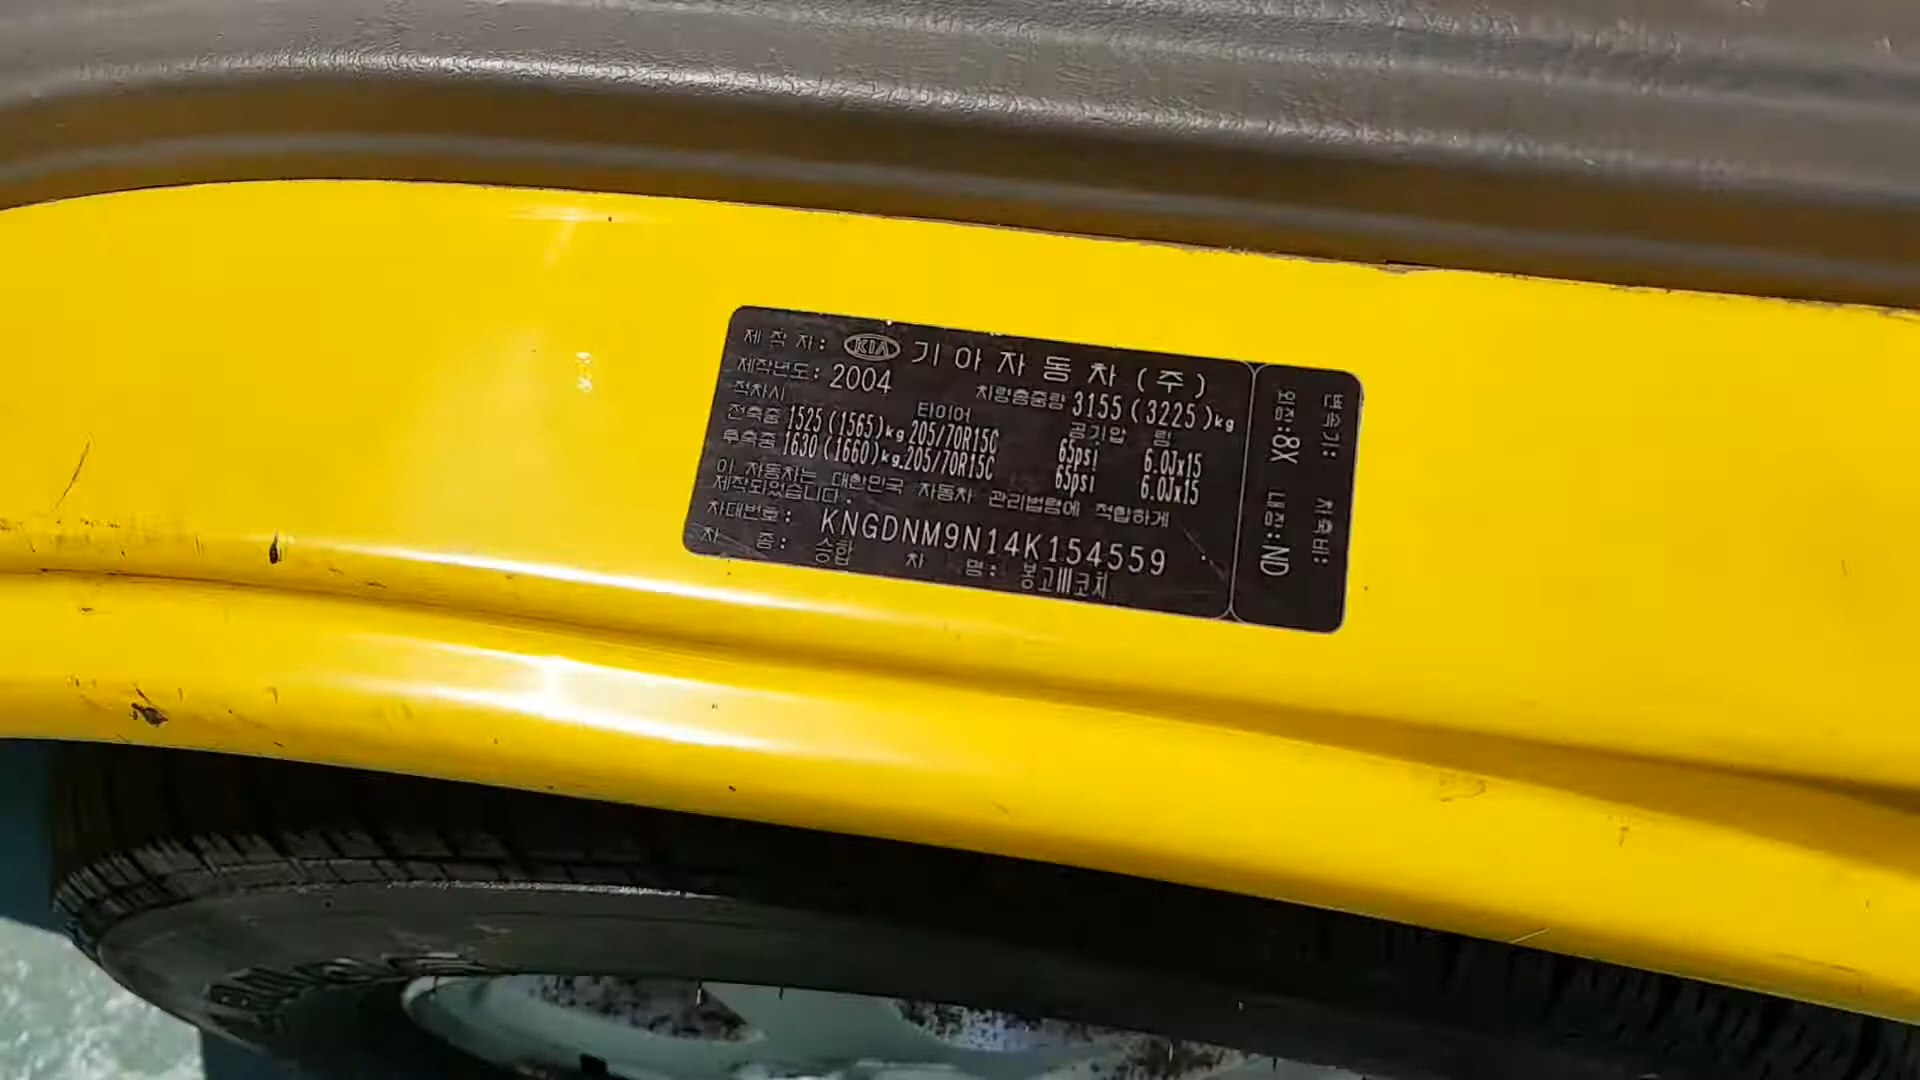 제 작 자: KIA 기아자동차(주)
제작년도: 2004 차량총중량 3155(3225)kg
적차시 타이어 공기압 림
전축중 1525(1565)kg 205/70R15C 65psi 6.0Jx15
후축중 1630(1660)kg.205/70R15C 65psi 6.0Jx15
이 자동차는 대한민국 자동차 관리법령에 적합하게
제작되었습니다.
차대번호: KNGDNM9N14K154559
차 종: 승합 차 명: 봉고Ⅲ코치
변속기: 차축비:
외장:8X 내장:ND